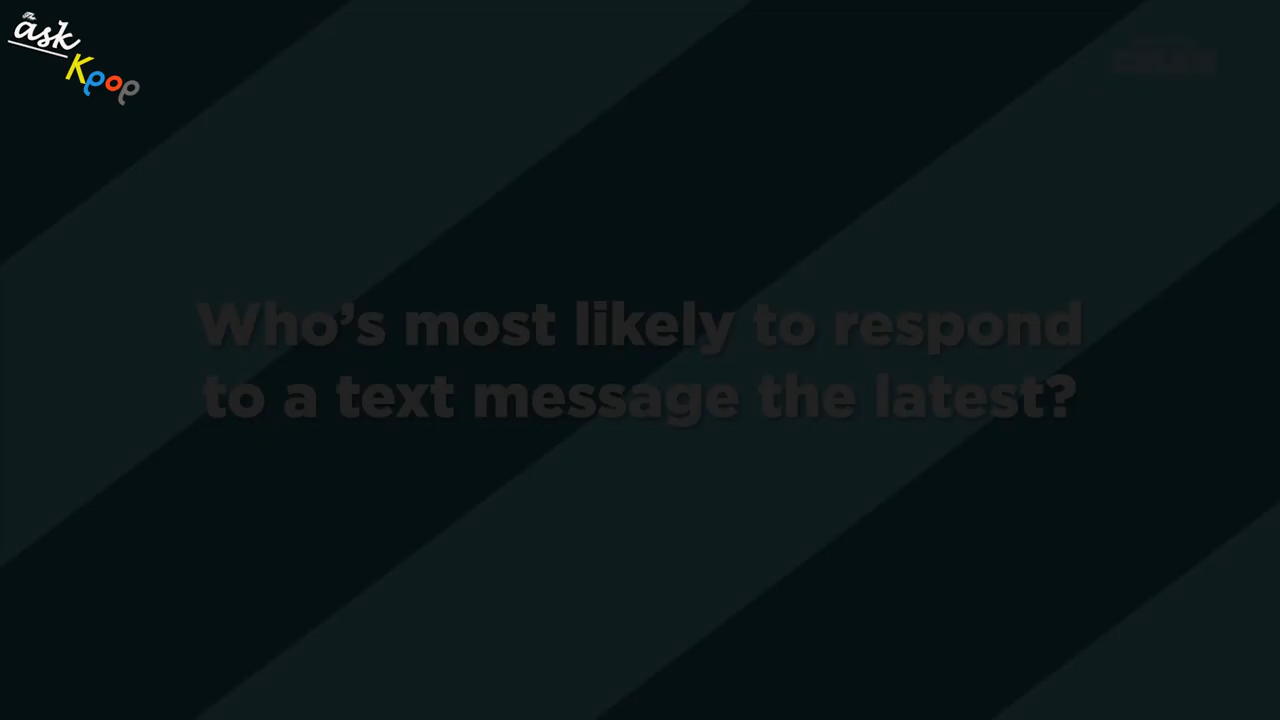 The
ask
Kpop
Who's most likely to respond
to a text message the latest?